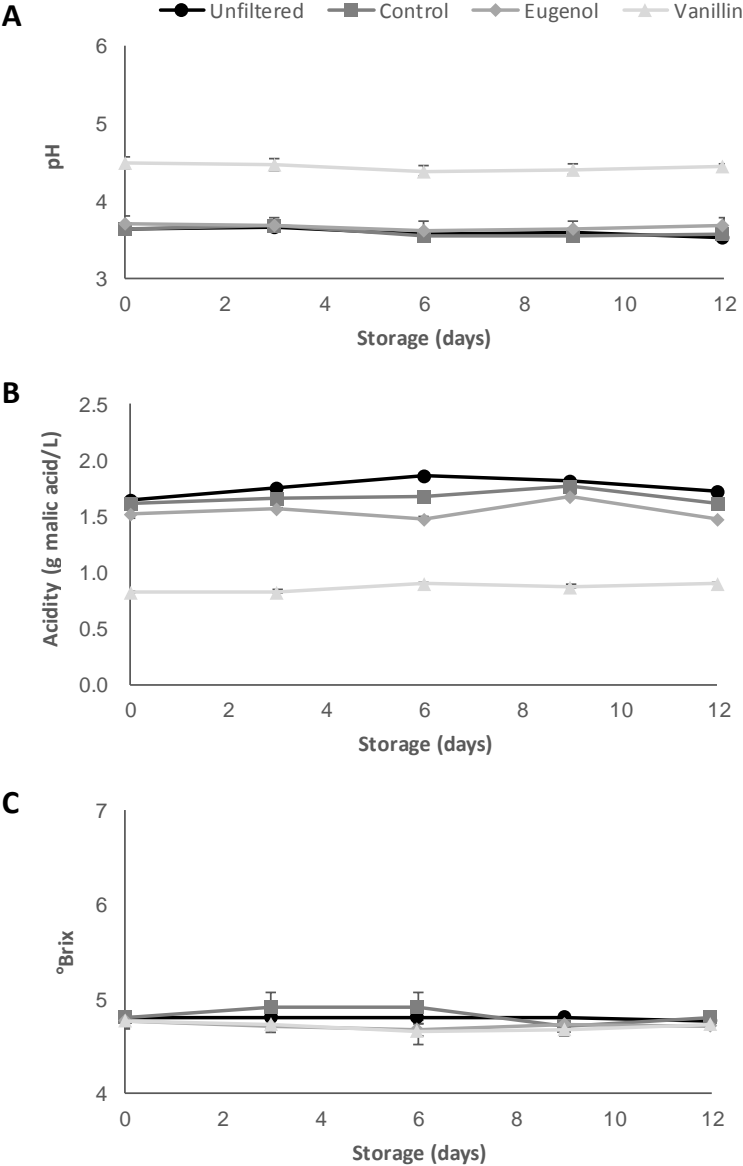 A
Unfiltered Control Eugenol Vanillin
6
5
4
3
pH
0 2 4 6 8 10 12
Storage (days)
B
2.5
2.0
1.5
1.0
0.5
0.0
Acidity (g malic acid/L)
0 2 4 6 8 10 12
Storage (days)
C
7
6
5
4
°Brix
0 2 4 6 8 10 12
Storage (days)